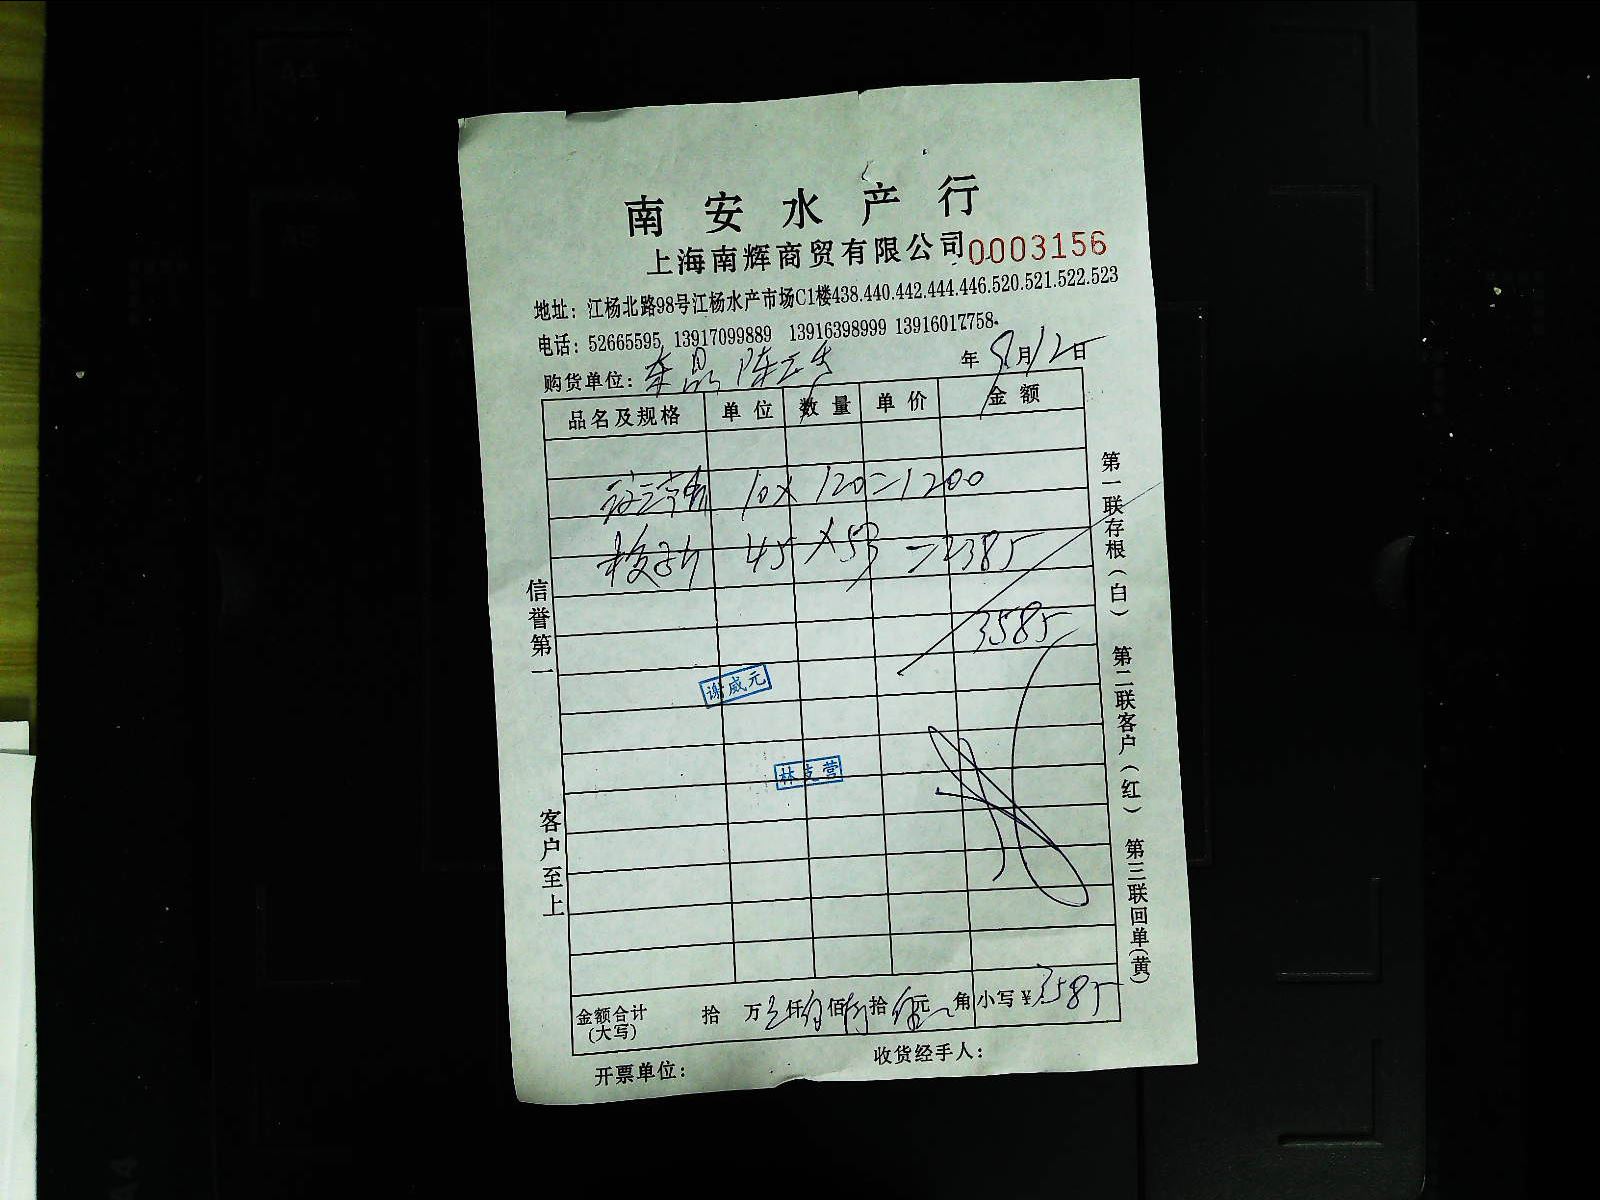 南安水产行
上海南辉商贸有限公司 0003156
地址：江杨北路98号江杨水产市场C1楼438.440.442.444.446.520.521.522.523
电话：52665595 13917099889 13916398999 13916017758
购货单位： 年 9月12日
品名及规格 单位 数量 单价 金额
10 X 120 = 1200
45 X 53 = 2385
3585
谢威元
林支营
金额合计(大写) 拾 万 仟 佰 拾 元 角 小写￥3585
开票单位： 收货经手人：
信誉第一 客户至上
第一联存根（白） 第二联客户（红） 第三联回单（黄）